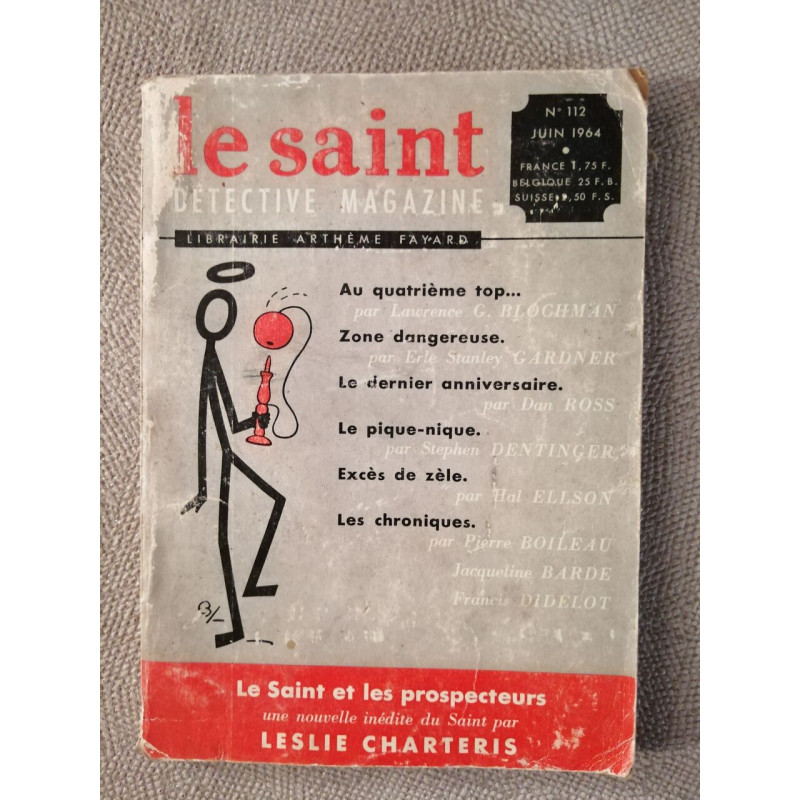 le saint
DÉTECTIVE MAGAZINE
N° 112
JUIN 1964
FRANCE 1,75 F.
BELGIQUE 25 F.B.
SUISSE ,50 F.S.
LIBRAIRIE ARTHÈME FAYARD
Au quatrième top...
par Lawrence G. BLOCHMAN
Zone dangereuse.
par Erle Stanley GARDNER
Le dernier anniversaire.
par Dan ROSS
Le pique-nique.
par Stephen DENTINGER
Excès de zèle.
par Hal ELLSON
Les chroniques.
par Pierre BOILEAU
Jacqueline BARDE
Francis DIDELOT
Le Saint et les prospecteurs
une nouvelle inédite du Saint par
LESLIE CHARTERIS